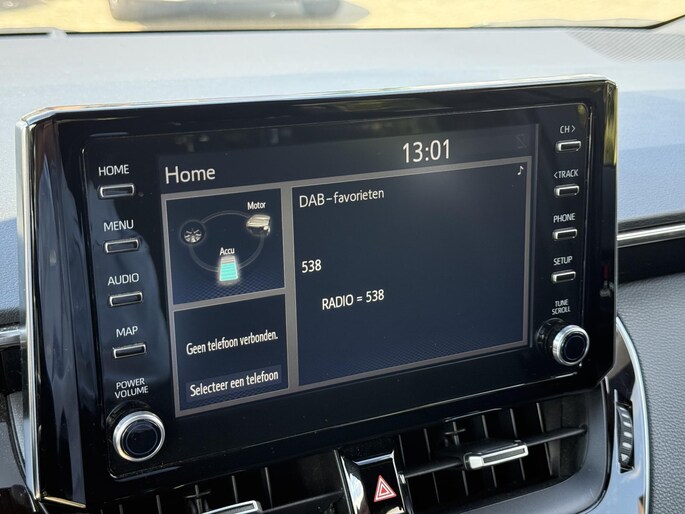 13:01
Home
DAB-favorieten
Motor
Accu
538
RADIO = 538
Geen telefoon verbonden.
Selecteer een telefoon
HOME
MENU
AUDIO
MAP
POWER
VOLUME
CH >
< TRACK
PHONE
SETUP
TUNE
SCROLL